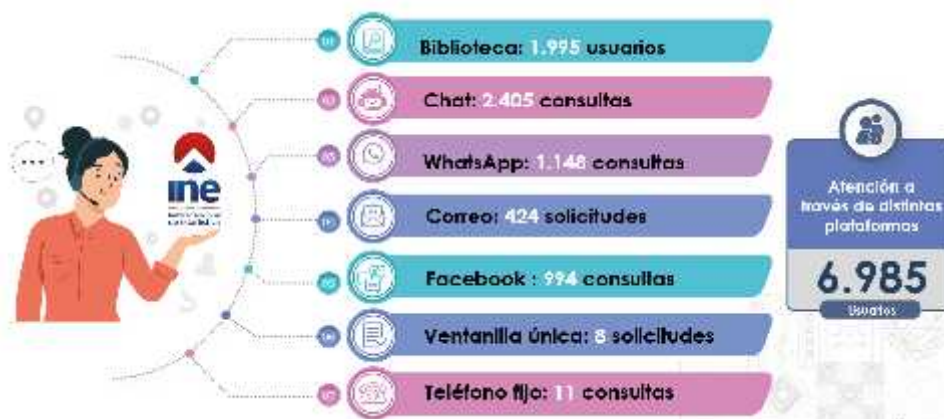 Biblioteca: 1.995 usuarios
Chat: 2.405 consultas
WhatsApp: 1.148 consultas
Correo: 424 solicitudes
Facebook : 994 consultas
Ventanilla única: 8 solicitudes
Teléfono fijo: 11 consultas
ine
Atención a
través de distintas
plataformas
6.985
Usuarios